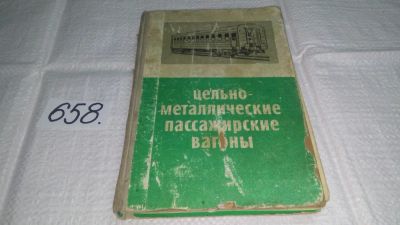 658.
цельно-
металлические
пассажирские
вагоны